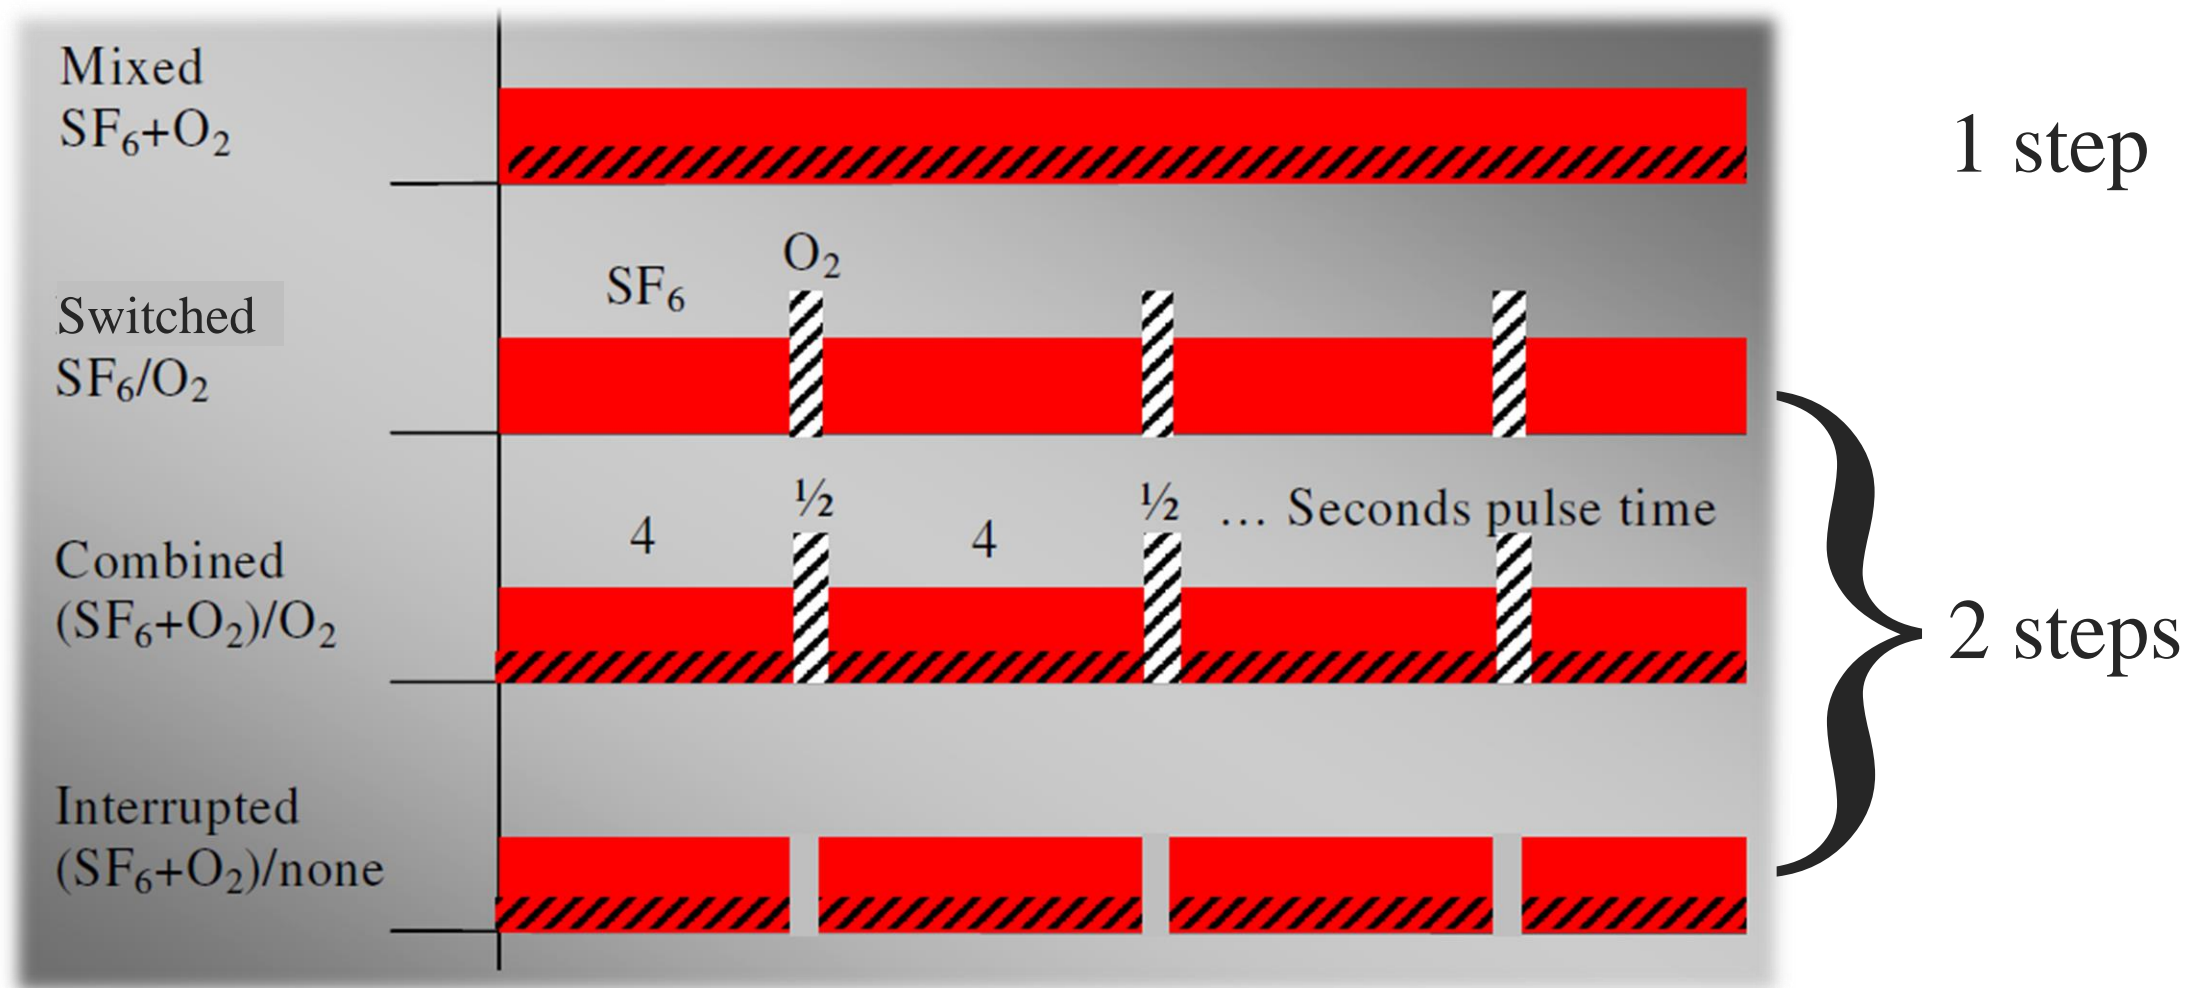 Mixed
SF₆+O₂
1 step
O₂
SF₆
Switched
SF₆/O₂
½ ½ ... Seconds pulse time
4 4
Combined
(SF₆+O₂)/O₂
2 steps
Interrupted
(SF₆+O₂)/none